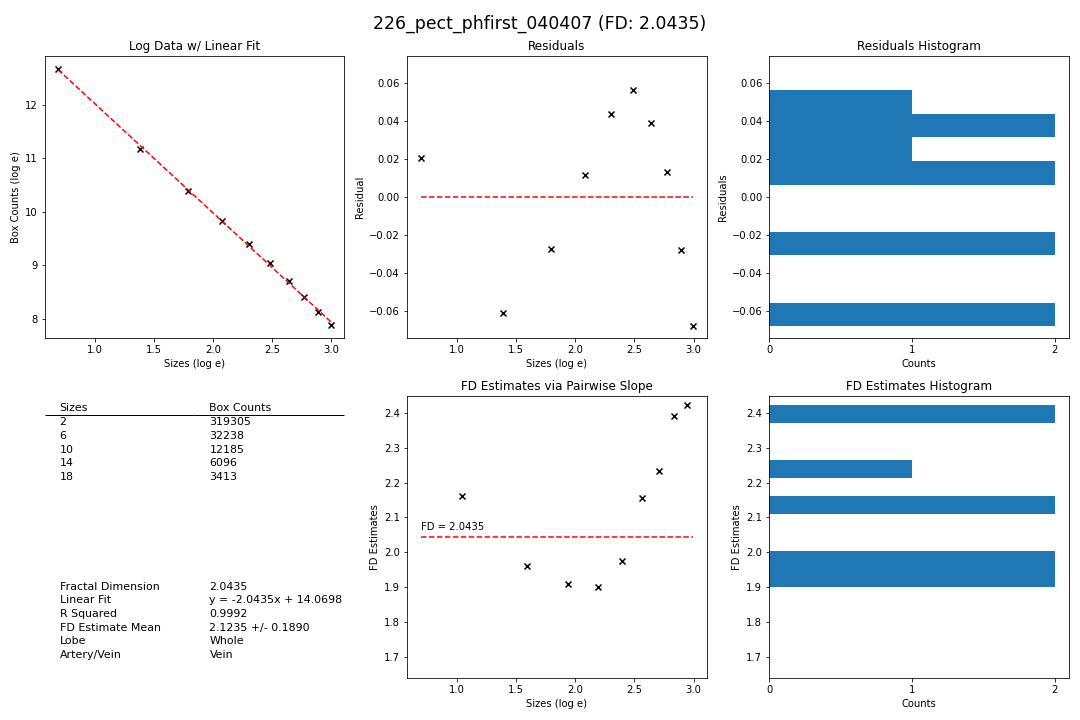 226_pect_phfirst_040407 (FD: 2.0435)
Log Data w/ Linear Fit
Box Counts (log e)
12
11
10
9
8
1.0 1.5 2.0 2.5 3.0
Sizes (log e)
Residuals
Residual
0.06
0.04
0.02
0.00
−0.02
−0.04
−0.06
1.0 1.5 2.0 2.5 3.0
Sizes (log e)
Residuals Histogram
Residuals
0.06
0.04
0.02
0.00
−0.02
−0.04
−0.06
0 1 2
Counts
Sizes Box Counts
2 319305
6 32238
10 12185
14 6096
18 3413
Fractal Dimension 2.0435
Linear Fit y = -2.0435x + 14.0698
R Squared 0.9992
FD Estimate Mean 2.1235 +/- 0.1890
Lobe Whole
Artery/Vein Vein
FD Estimates via Pairwise Slope
FD Estimates
2.4
2.3
2.2
2.1
2.0
1.9
1.8
1.7
FD = 2.0435
1.0 1.5 2.0 2.5 3.0
Sizes (log e)
FD Estimates Histogram
FD Estimates
2.4
2.3
2.2
2.1
2.0
1.9
1.8
1.7
0 1 2
Counts